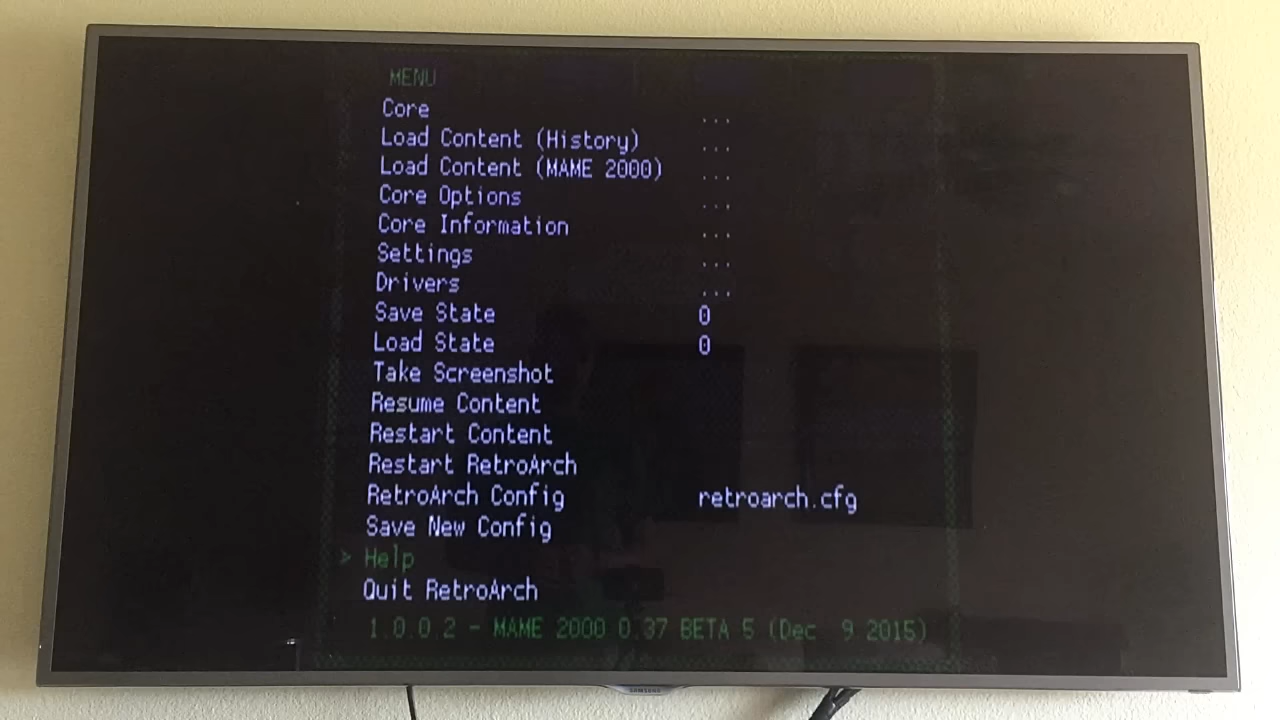 MENU
Core ...
Load Content (History) ...
Load Content (MAME 2000) ...
Core Options ...
Core Information ...
Settings ...
Drivers ...
Save State 0
Load State 0
Take Screenshot
Resume Content
Restart Content
Restart RetroArch
RetroArch Config retroarch.cfg
Save New Config
> Help
Quit RetroArch
1.0.0.2 - MAME 2000 0.37 BETA 5 (Dec 9 2015)
SAMSUNG